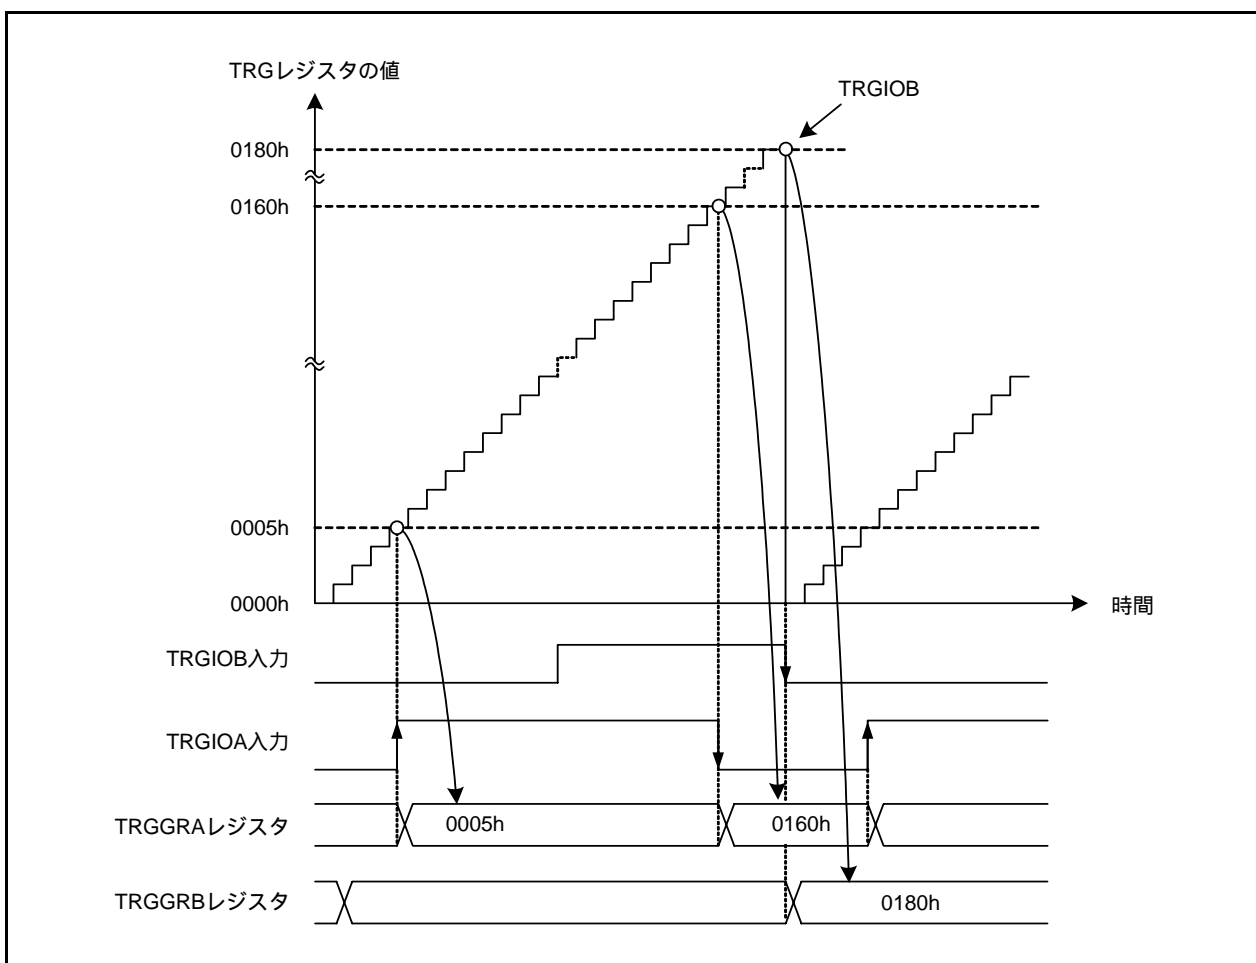 TRGレジスタの値
TRGIOB
0180h
0160h
0005h
0000h
時間
TRGIOB入力
TRGIOA入力
TRGGRAレジスタ
0005h
0160h
TRGGRBレジスタ
0180h